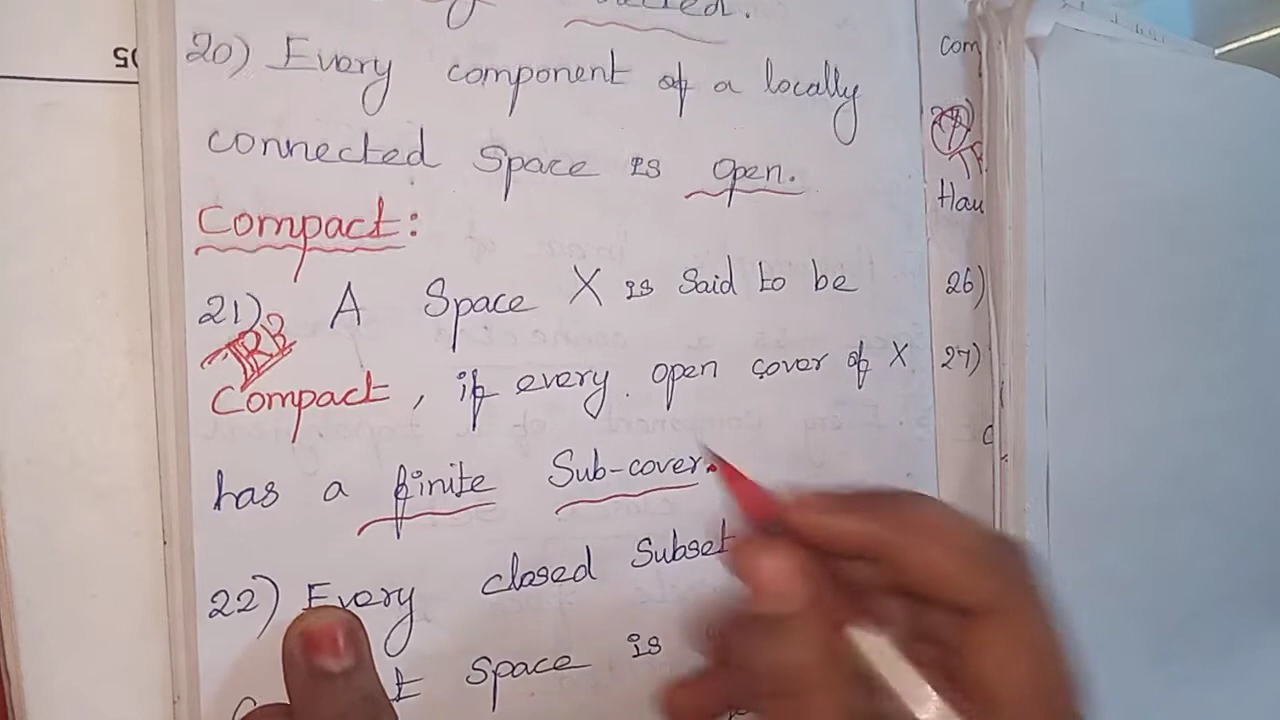 20) Every component of a locally
connected space is open.
Compact:
21) A Space X is said to be
TRB
Compact, if every open cover of X
has a finite Sub-cover.
22) Every closed Subset
space is
05
com
Hau
26)
27)